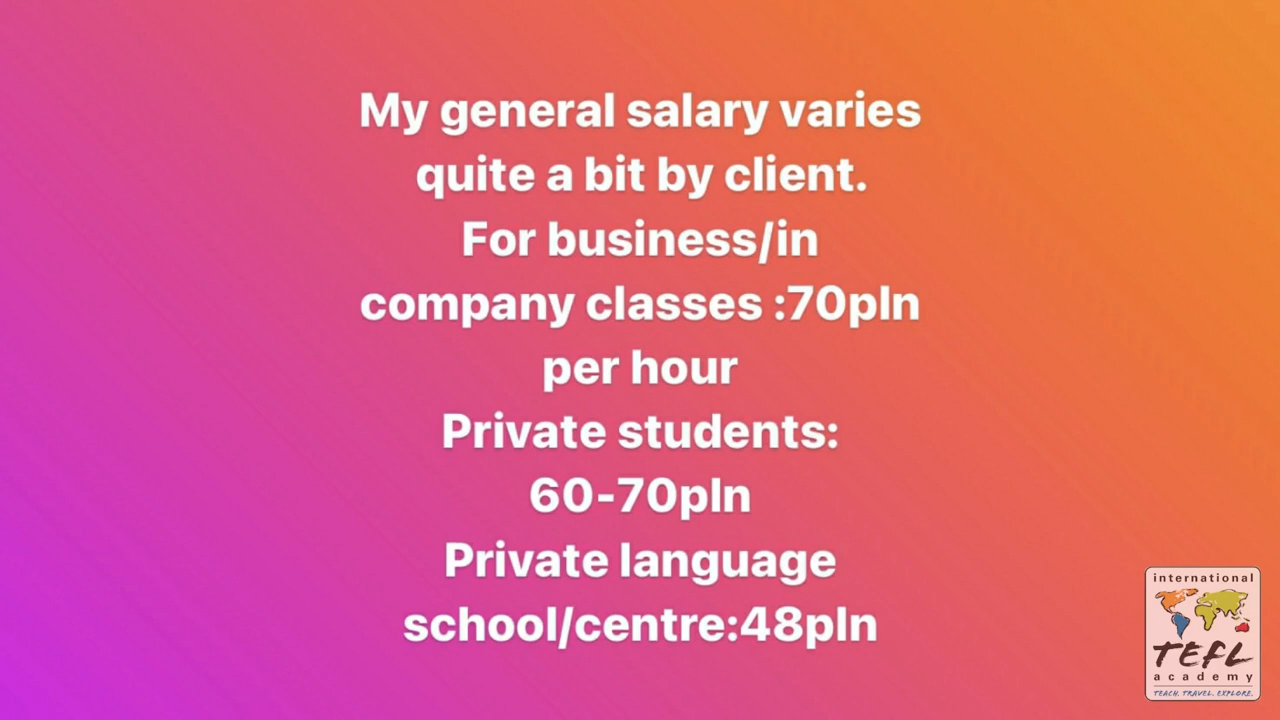 My general salary varies
quite a bit by client.
For business/in
company classes :70pln
per hour
Private students:
60-70pln
Private language
school/centre:48pln
international
TEFL
academy
TEACH. TRAVEL. EXPLORE.